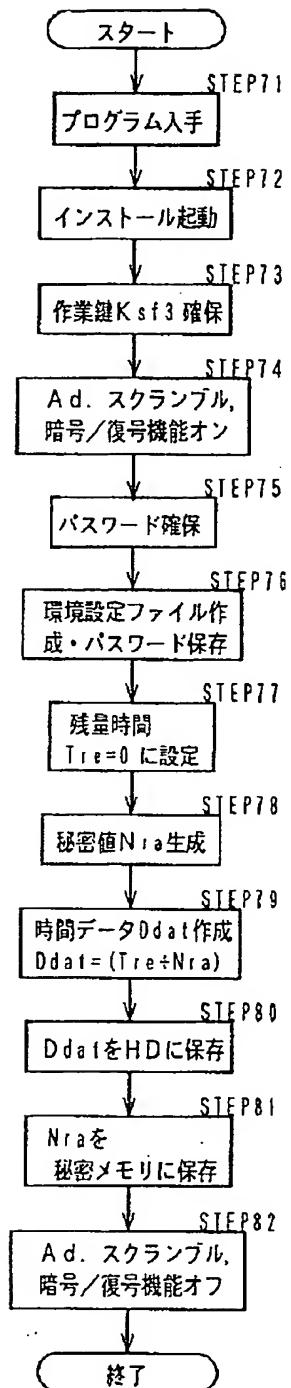 スタート
STEP71
プログラム入手
STEP72
インストール起動
STEP73
作業鍵Ksf3確保
STEP74
Ad. スクランブル,
暗号/復号機能オン
STEP75
パスワード確保
STEP76
環境設定ファイル作
成・パスワード保存
STEP77
残量時間
Tre=0 に設定
STEP78
秘密値Nra生成
STEP79
時間データDdat作成
Ddat=(Tre÷Nra)
STEP80
DdatをHDに保存
STEP81
Nraを
秘密メモリに保存
STEP82
Ad. スクランブル,
暗号/復号機能オフ
終了